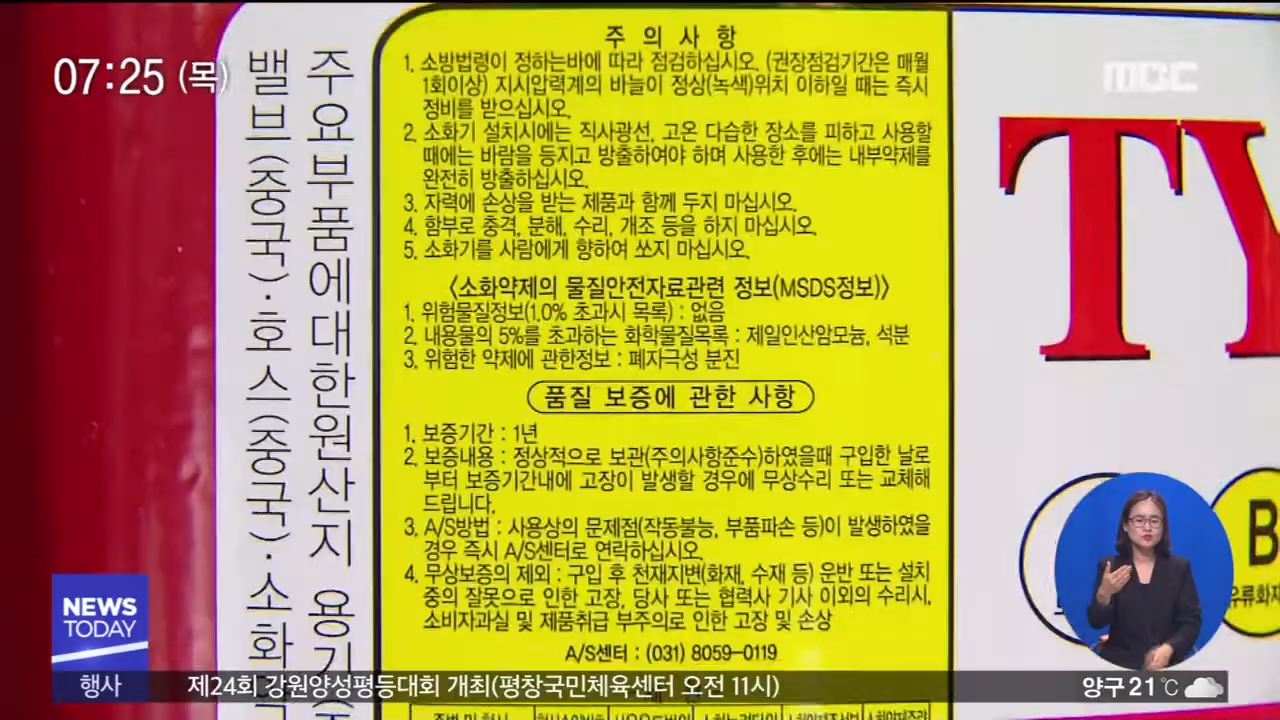 07:25 (목)
MBC
주요부품에대한원산지 용기
밸브(중국)·호스(중국)·소화
주 의 사 항
1. 소방법령이 정하는바에 따라 점검하십시오. (권장점검기간은 매월
1회이상) 지시압력계의 바늘이 정상(녹색)위치 이하일 때는 즉시
정비를 받으십시오.
2. 소화기 설치시에는 직사광선, 고온 다습한 장소를 피하고 사용할
때에는 바람을 등지고 방출하여야 하며 사용한 후에는 내부약제를
완전히 방출하십시오.
3. 자력에 손상을 받는 제품과 함께 두지 마십시오.
4. 함부로 충격, 분해, 수리, 개조 등을 하지 마십시오.
5. 소화기를 사람에게 향하여 쏘지 마십시오.
〈소화약제의 물질안전자료관련 정보(MSDS정보)〉
1. 위험물질정보(1.0% 초과시 목록) : 없음
2. 내용물의 5%를 초과하는 화학물질목록 : 제일인산암모늄, 석분
3. 위험한 약제에 관한정보 : 폐자극성 분진
품질 보증에 관한 사항
1. 보증기간 : 1년
2. 보증내용 : 정상적으로 보관(주의사항준수)하였을때 구입한 날로
부터 보증기간내에 고장이 발생할 경우에 무상수리 또는 교체해
드립니다.
3. A/S방법 : 사용상의 문제점(작동불능, 부품파손 등)이 발생하였을
경우 즉시 A/S센터로 연락하십시오.
4. 무상보증의 제외 : 구입 후 천재지변(화재, 수재 등) 운반 또는 설치
중의 잘못으로 인한 고장, 당사 또는 협력사 기사 이외의 수리시,
소비자과실 및 제품취급 부주의로 인한 고장 및 손상
A/S센터 : (031) 8059-0119
TY
B
유류화재
NEWS
TODAY
행사
제24회 강원양성평등대회 개최(평창국민체육센터 오전 11시)
양구 21℃